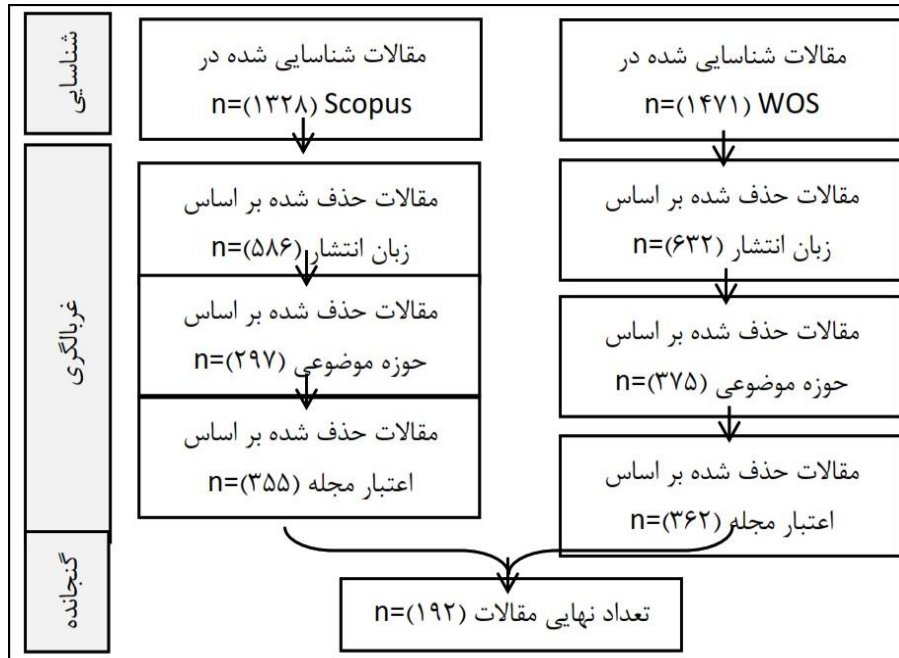 شناسایی
مقالات شناسایی شده در
n=(۱۴۷۱) WOS
مقالات شناسایی شده در
n=(۱۳۲۸) Scopus
غربالگری
مقالات حذف شده بر اساس
زبان انتشار (۶۳۲)=n
مقالات حذف شده بر اساس
زبان انتشار (۵۸۶)=n
مقالات حذف شده بر اساس
حوزه موضوعی (۳۷۵)=n
مقالات حذف شده بر اساس
حوزه موضوعی (۲۹۷)=n
مقالات حذف شده بر اساس
اعتبار مجله (۳۶۲)=n
مقالات حذف شده بر اساس
اعتبار مجله (۳۵۵)=n
گنجانده
تعداد نهایی مقالات (۱۹۲)=n